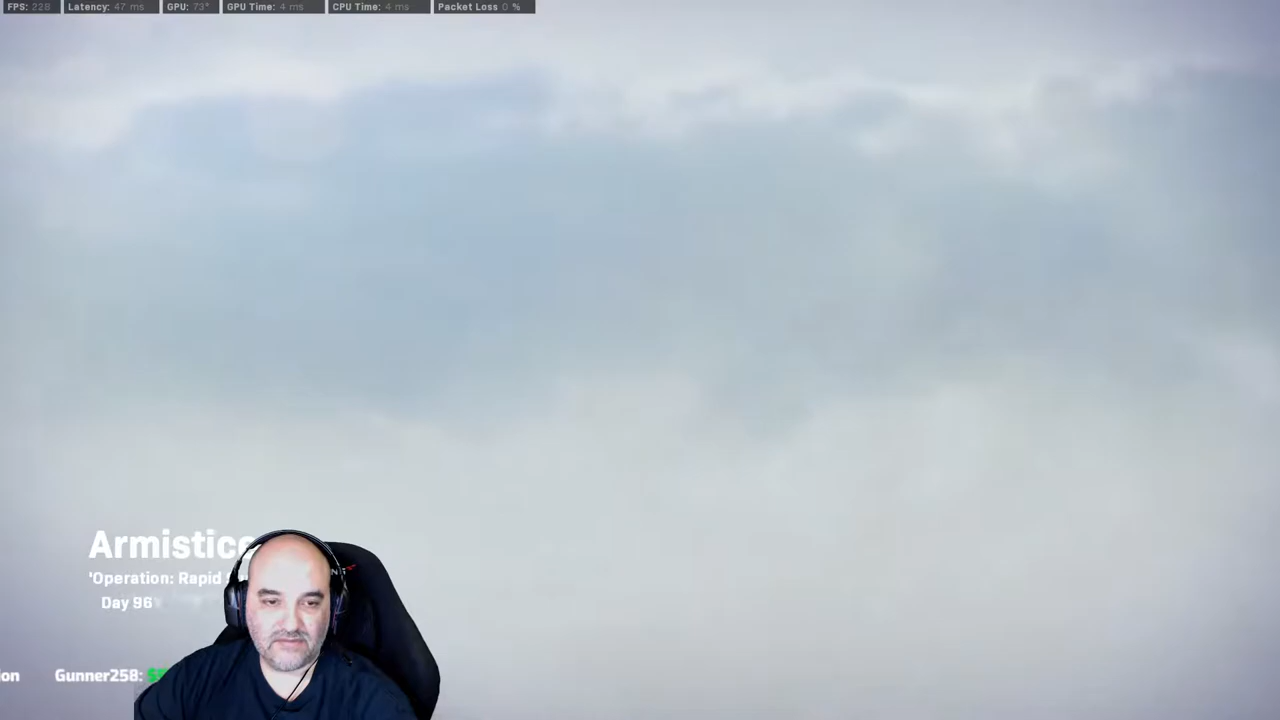 FPS: 228 Latency: 47 ms GPU: 73° GPU Time: 4 ms CPU Time: 4 ms Packet Loss 0 %
Armistice
'Operation: Rapid
Day 96
ion Gunner258: